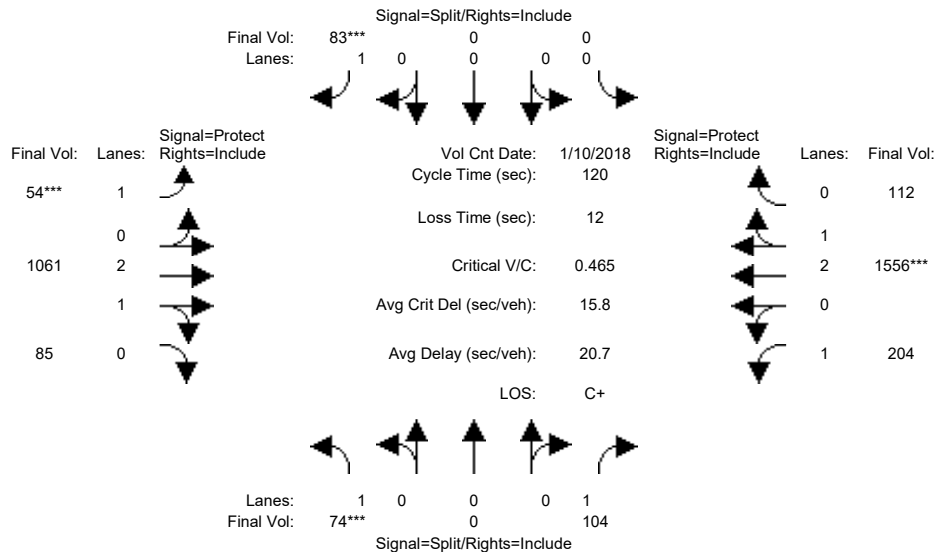 Signal=Split/Rights=Include
Final Vol: 83*** 0 0
Lanes: 1 0 0 0 0
Signal=Protect Signal=Protect
Final Vol: Lanes: Rights=Include Vol Cnt Date: 1/10/2018 Rights=Include Lanes: Final Vol:
Cycle Time (sec): 120
54*** 1 0 112
Loss Time (sec): 12
0 1
1061 2 Critical V/C: 0.465 2 1556***
1 Avg Crit Del (sec/veh): 15.8 0
85 0 Avg Delay (sec/veh): 20.7 1 204
LOS: C+
Lanes: 1 0 0 0 1
Final Vol: 74*** 0 104
Signal=Split/Rights=Include